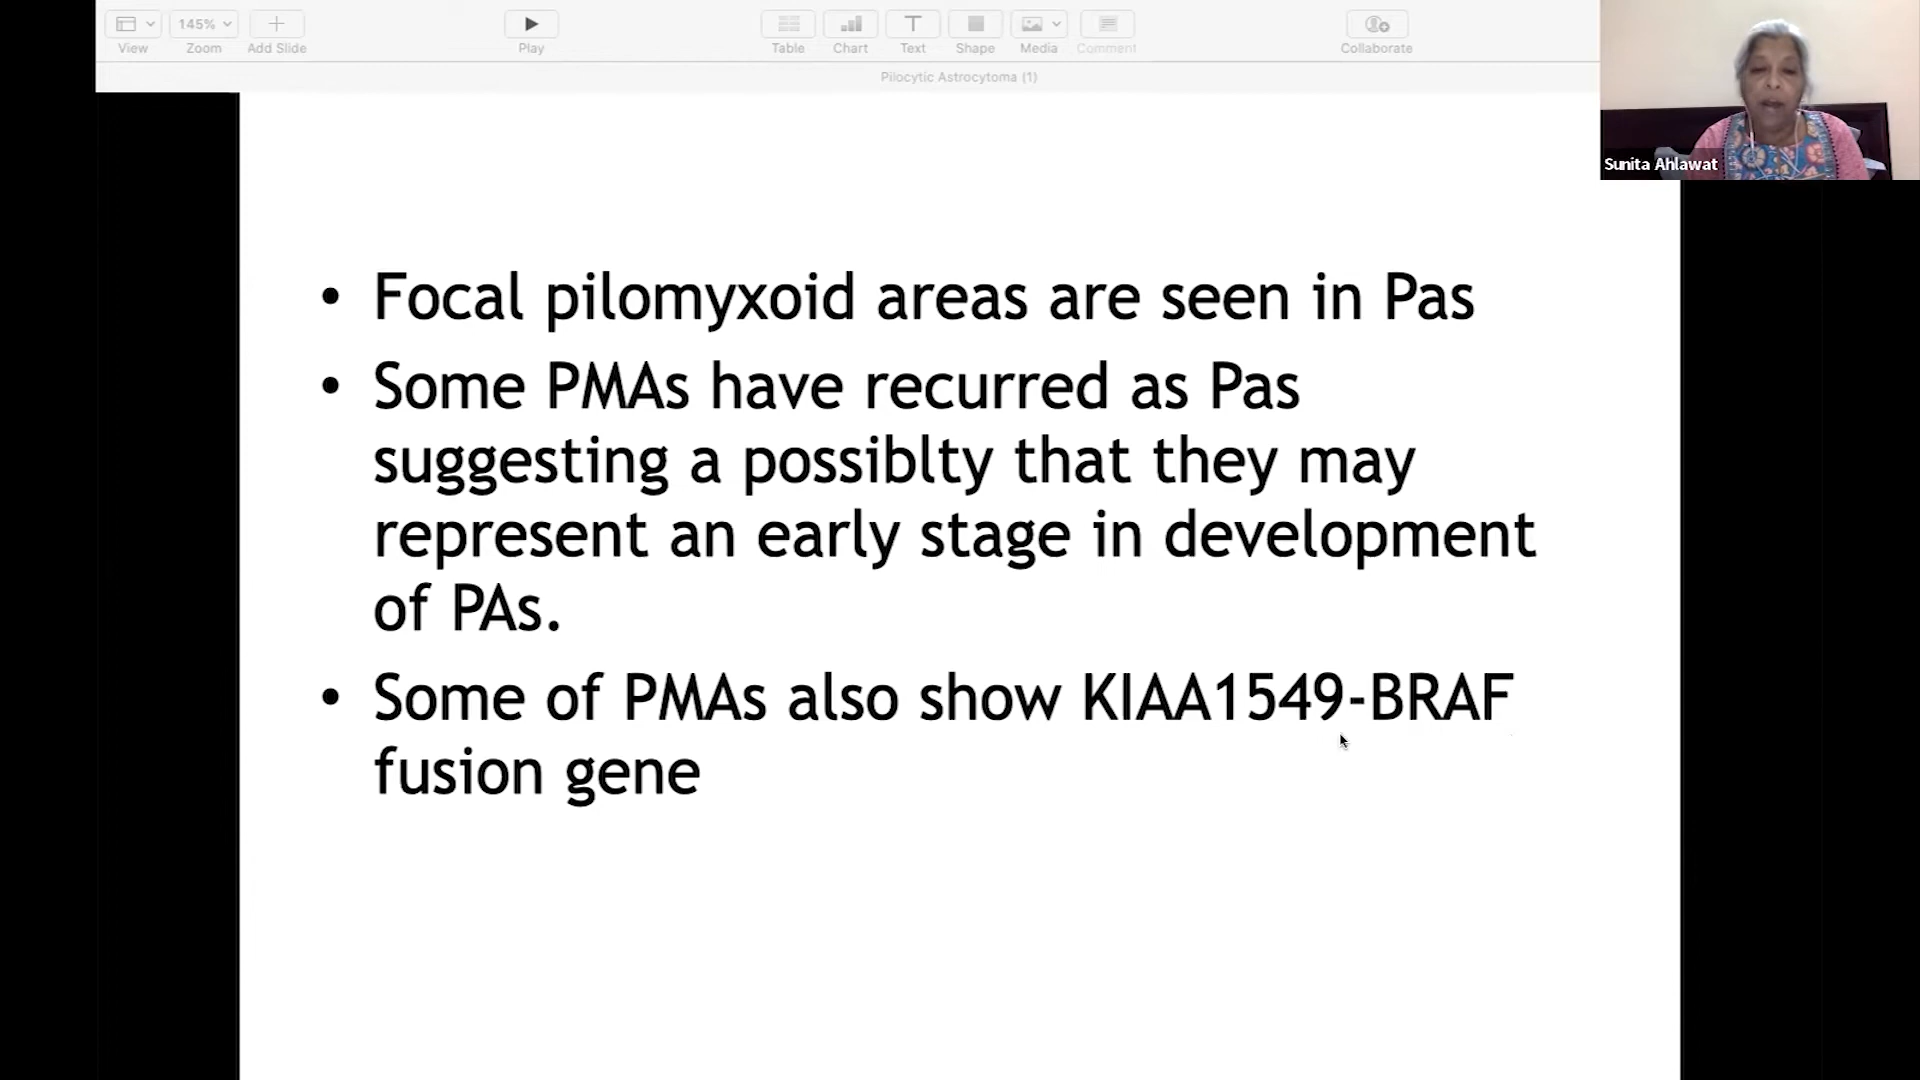 145%
View
Zoom
Add Slide
Play
Table
Chart
Text
Shape
Media
Comment
Collaborate
Pilocytic Astrocytoma (1)
Sunita Ahlawat
• Focal pilomyxoid areas are seen in Pas
• Some PMAs have recurred as Pas
suggesting a possiblty that they may
represent an early stage in development
of PAs.
• Some of PMAs also show KIAA1549-BRAF
fusion gene